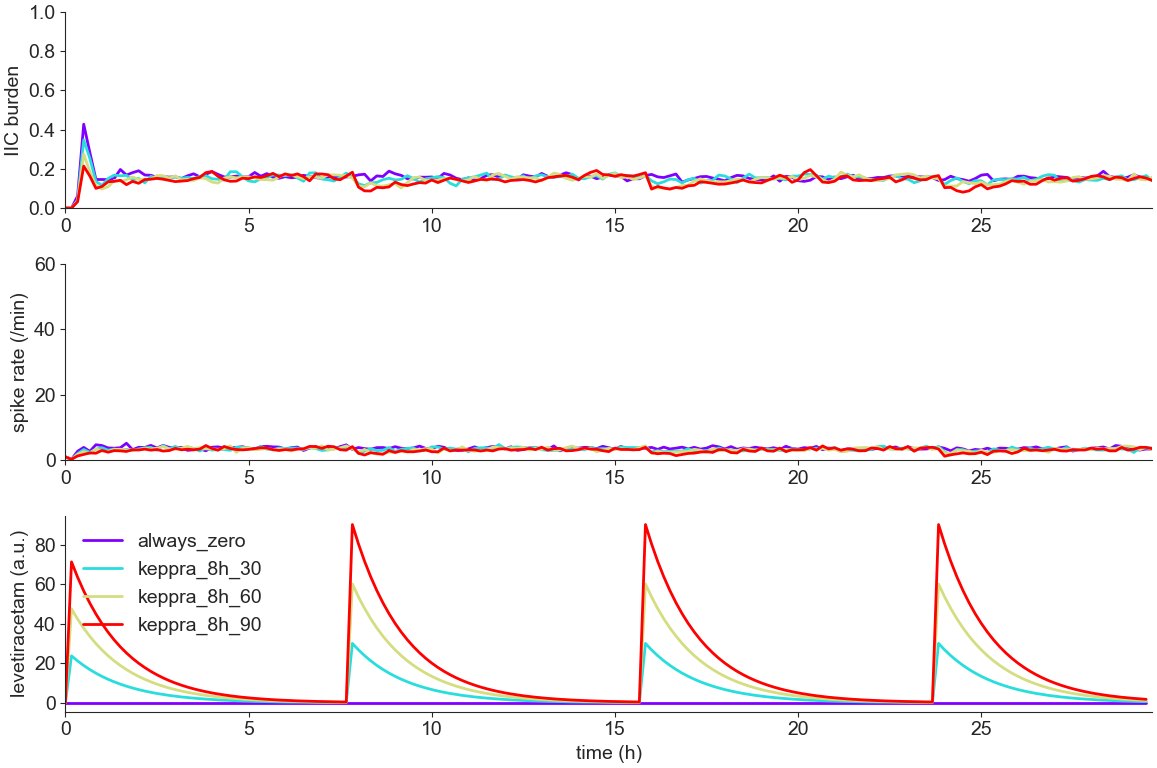 IIC burden
1.0
0.8
0.6
0.4
0.2
0.0
0 5 10 15 20 25
spike rate (/min)
60
40
20
0
0 5 10 15 20 25
levetiracetam (a.u.)
80
60
40
20
0
always_zero
keppra_8h_30
keppra_8h_60
keppra_8h_90
0 5 10 15 20 25
time (h)